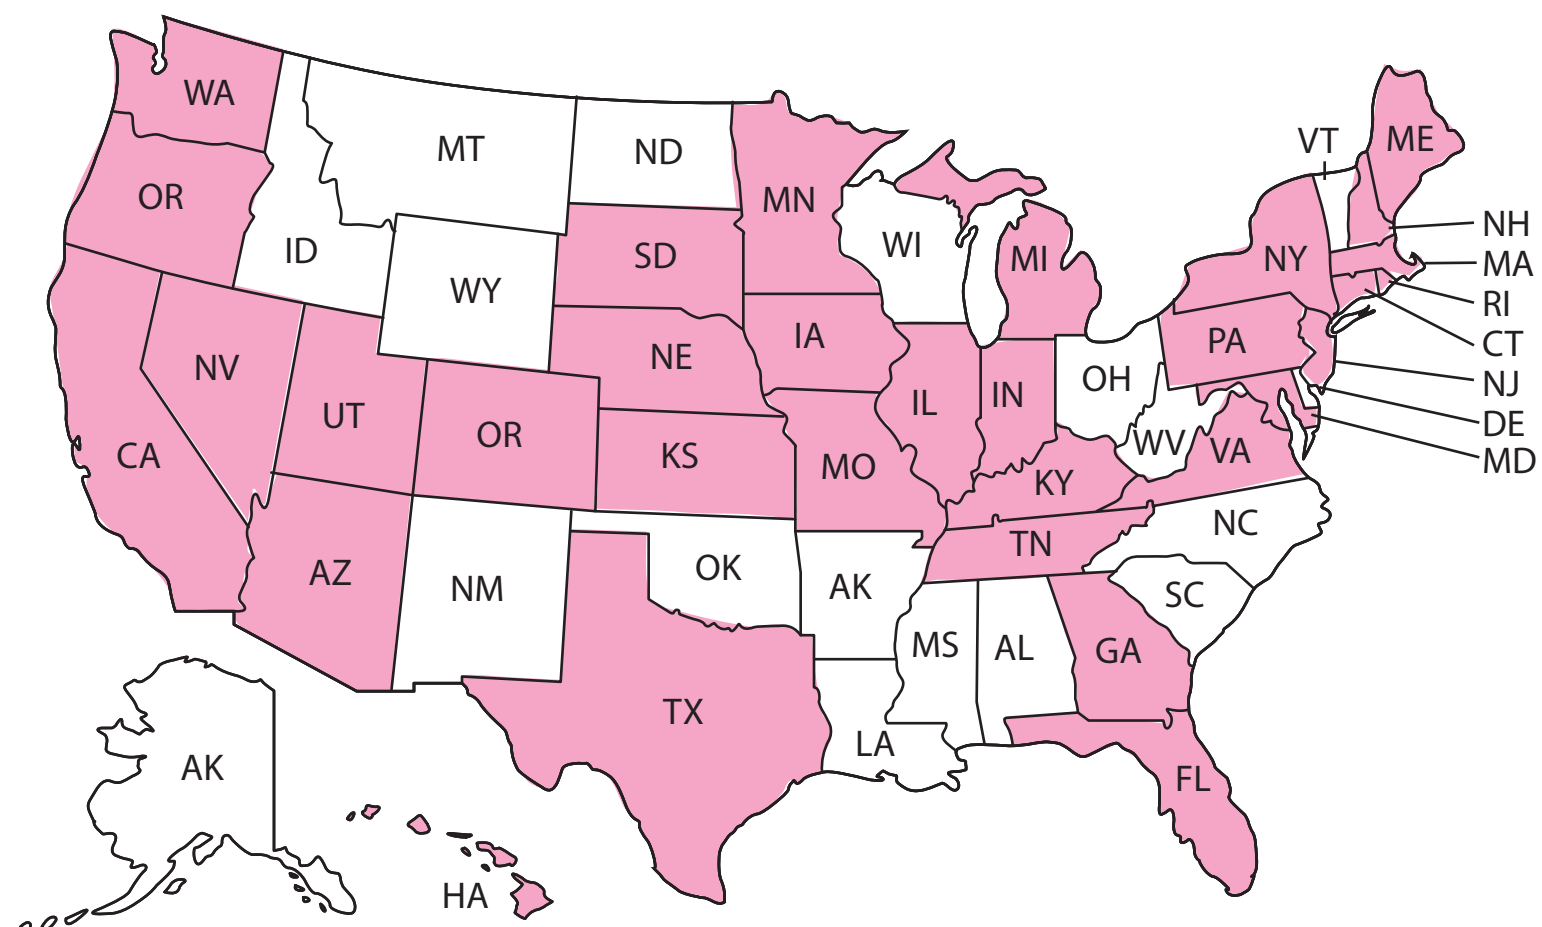 WA
MT
ND
MN
VT
ME
OR
ID
WY
SD
WI
MI
NY
NH
MA
RI
CT
NJ
DE
MD
NV
UT
OR
NE
IA
IL
IN
OH
PA
CA
KS
MO
KY
WV
VA
AZ
NM
OK
AK
TN
NC
SC
MS
AL
GA
TX
LA
FL
AK
HA